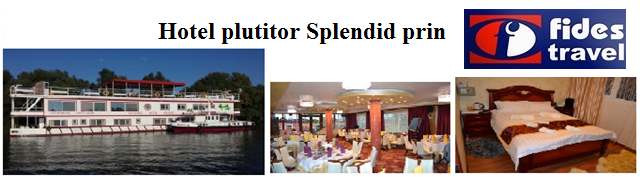 Hotel plutitor Splendid prin
fides
travel